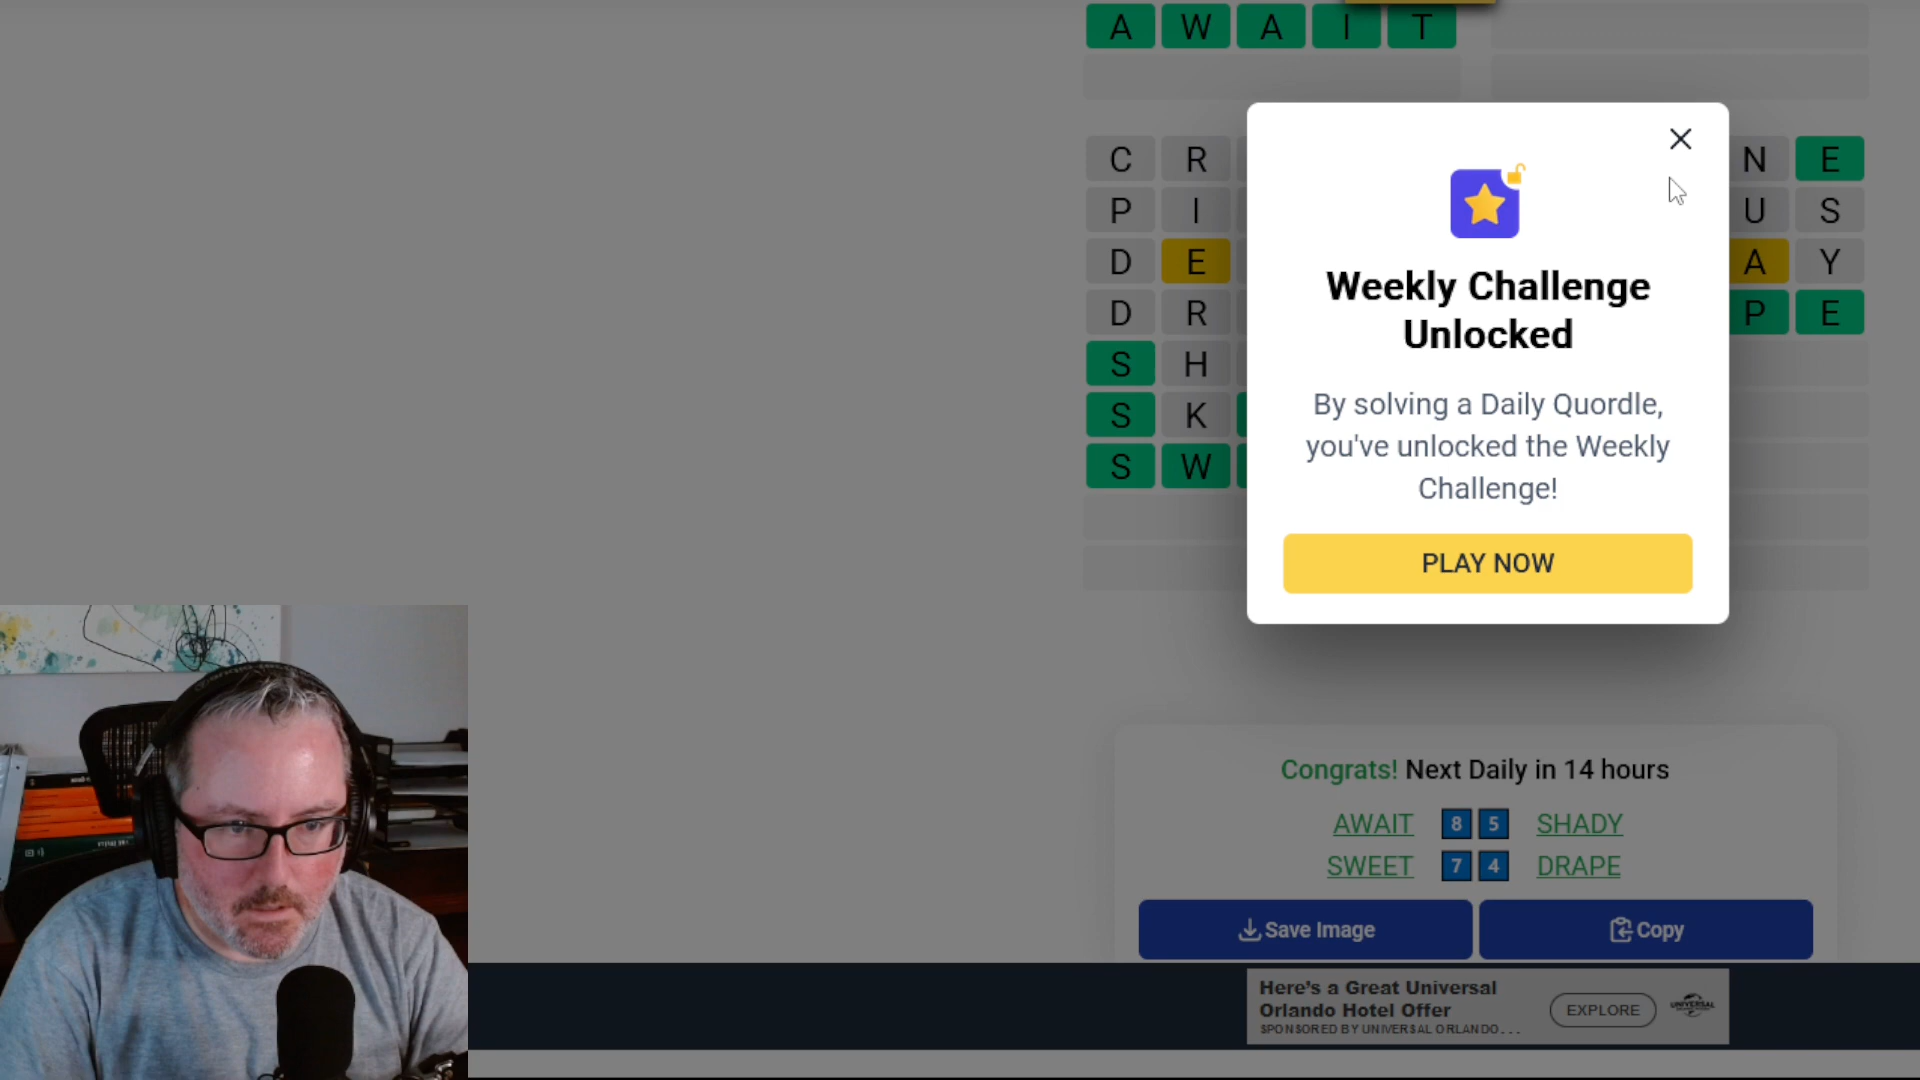 A W A I T
C R N E
P I U S
D E A Y
D R P E
S H
S K
S W
Weekly Challenge
Unlocked
By solving a Daily Quordle,
you've unlocked the Weekly
Challenge!
PLAY NOW
Congrats! Next Daily in 14 hours
AWAIT 8 5 SHADY
SWEET 7 4 DRAPE
Save Image Copy
Here's a Great Universal
Orlando Hotel Offer
SPONSORED BY UNIVERSAL ORLANDO...
EXPLORE
UNIVERSAL